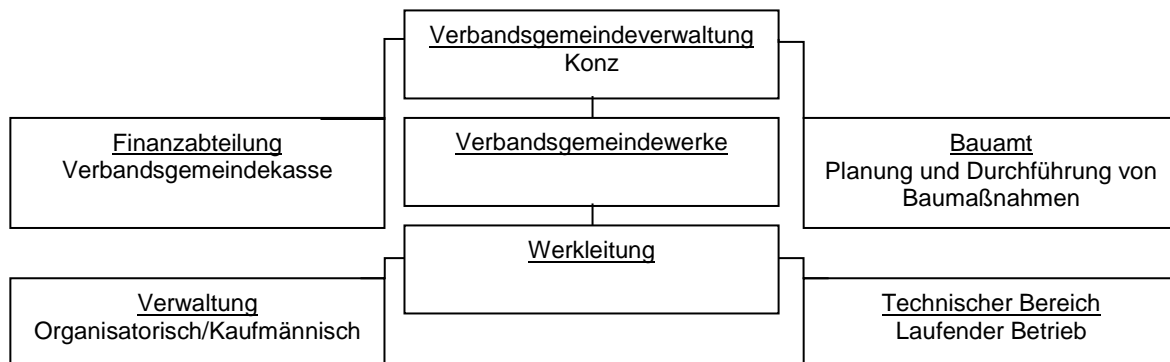 Verbandsgemeindeverwaltung
Konz
Finanzabteilung
Verbandsgemeindekasse
Verbandsgemeindewerke
Bauamt
Planung und Durchführung von
Baumaßnahmen
Werkleitung
Verwaltung
Organisatorisch/Kaufmännisch
Technischer Bereich
Laufender Betrieb